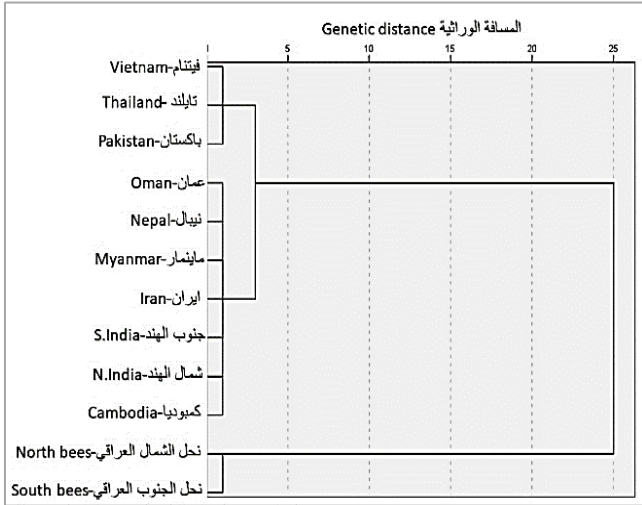 Genetic distance المسافة الوراثية
1 5 10 15 20 25
Vietnam-فيتنام
Thailand- تايلند
Pakistan-باكستان
Oman-عمان
Nepal-نيبال
Myanmar-ماينمار
Iran-ايران
S.India-جنوب الهند
N.India-شمال الهند
Cambodia-كمبوديا
North bees-نحل الشمال العراقي
South bees-نحل الجنوب العراقي